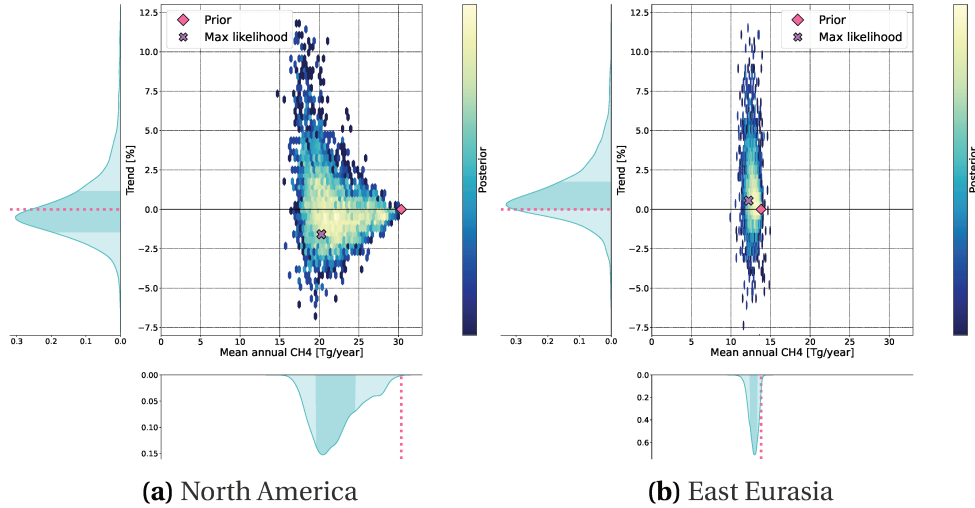 12.5
10.0
7.5
5.0
2.5
0.0
−2.5
−5.0
−7.5
Trend [%]
Prior
Max likelihood
0 5 10 15 20 25 30
Mean annual CH4 [Tg/year]
Posterior
0.3 0.2 0.1 0.0
0.00
0.05
0.10
0.15
(a) North America
12.5
10.0
7.5
5.0
2.5
0.0
−2.5
−5.0
−7.5
Trend [%]
Prior
Max likelihood
0 5 10 15 20 25 30
Mean annual CH4 [Tg/year]
Posterior
0.3 0.2 0.1 0.0
0.0
0.2
0.4
0.6
(b) East Eurasia